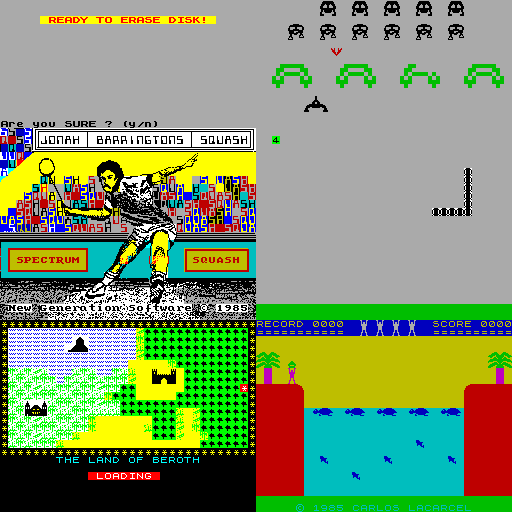 READY TO ERASE DISK!
Are you SURE ? (y/n)
JONAH BARRINGTONS SQUASH
4
SPECTRUM SQUASH
New Generation Software © 1985
RECORD 0000 SCORE 0000
THE LAND OF BEROTH
LOADING
© 1985 CARLOS LACARCEL